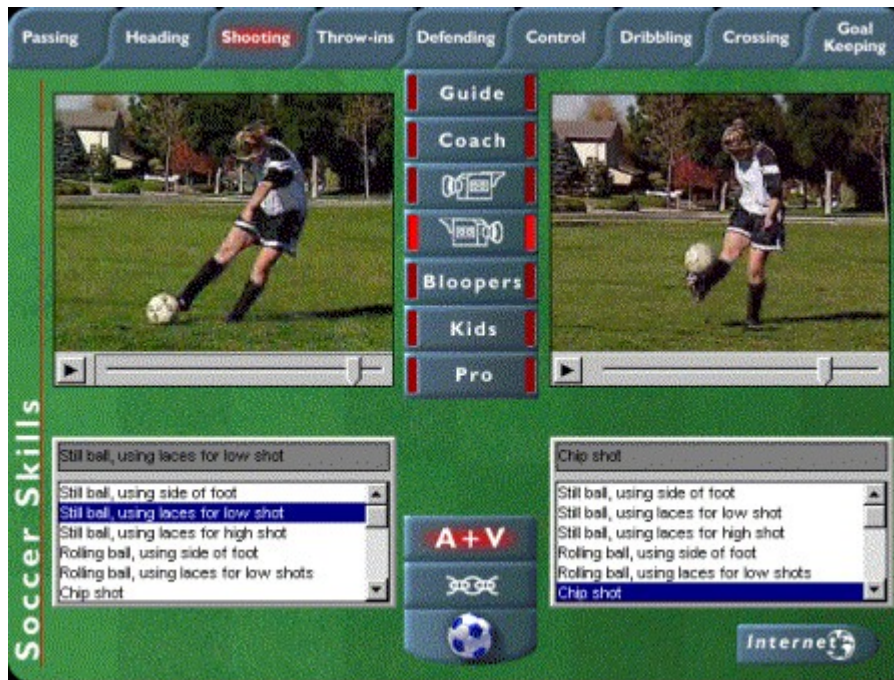 Passing
Heading
Shooting
Throw-ins
Defending
Control
Dribbling
Crossing
Goal
Keeping
Guide
Coach
Bloopers
Kids
Pro
Soccer Skills
Still ball, using laces for low shot
Still ball, using side of foot
Still ball, using laces for low shot
Still ball, using laces for high shot
Rolling ball, using side of foot
Rolling ball, using laces for low shots
Chip shot
A+V
Chip shot
Still ball, using side of foot
Still ball, using laces for low shot
Still ball, using laces for high shot
Rolling ball, using side of foot
Rolling ball, using laces for low shots
Chip shot
Internet